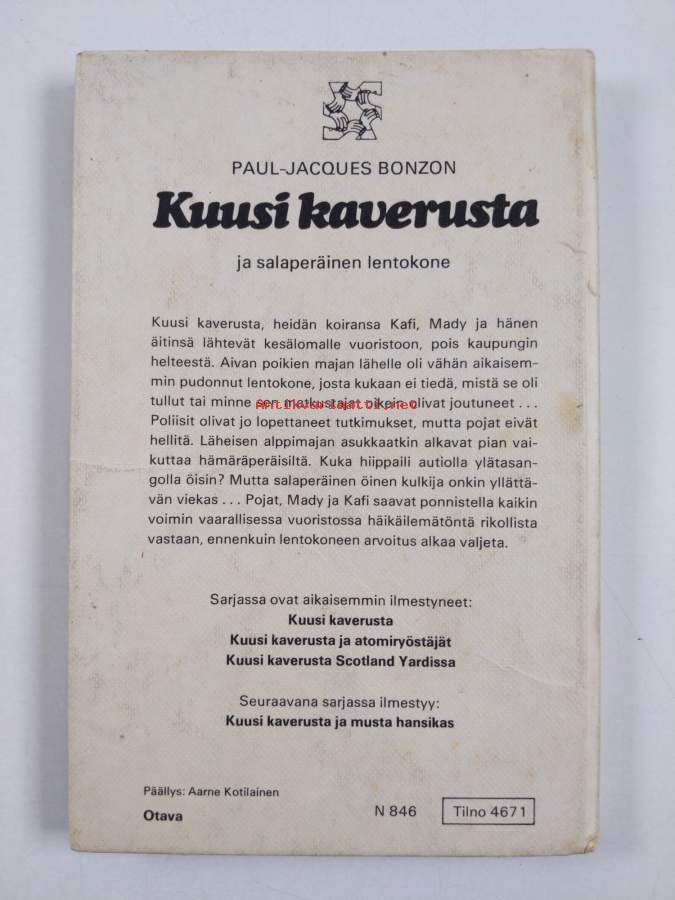 PAUL-JACQUES BONZON
Kuusi kaverusta
ja salaperäinen lentokone
Kuusi kaverusta, heidän koiransa Kafi, Mady ja hänen
äitinsä lähtevät kesälomalle vuoristoon, pois kaupungin
helteestä. Aivan poikien majan lähelle oli vähän aikaisem-
min pudonnut lentokone, josta kukaan ei tiedä, mistä se oli
tullut tai minne sen matkustajat oikein olivat joutuneet . . .
antikvariaatti.net
Poliisit olivat jo lopettaneet tutkimukset, mutta pojat eivät
hellitä. Läheisen alppimajan asukkaatkin alkavat pian vai-
kuttaa hämäräperäisiltä. Kuka hiippaili autiolla ylätasan-
golla öisin? Mutta salaperäinen öinen kulkija onkin yllättä-
vän viekas . . . Pojat, Mady ja Kafi saavat ponnistella kaikin
voimin vaarallisessa vuoristossa häikäilemätöntä rikollista
vastaan, ennenkuin lentokoneen arvoitus alkaa valjeta.
Sarjassa ovat aikaisemmin ilmestyneet:
Kuusi kaverusta
Kuusi kaverusta ja atomiryöstäjät
Kuusi kaverusta Scotland Yardissa
Seuraavana sarjassa ilmestyy:
Kuusi kaverusta ja musta hansikas
Päällys: Aarne Kotilainen
Otava
N 846
Tilno 4671